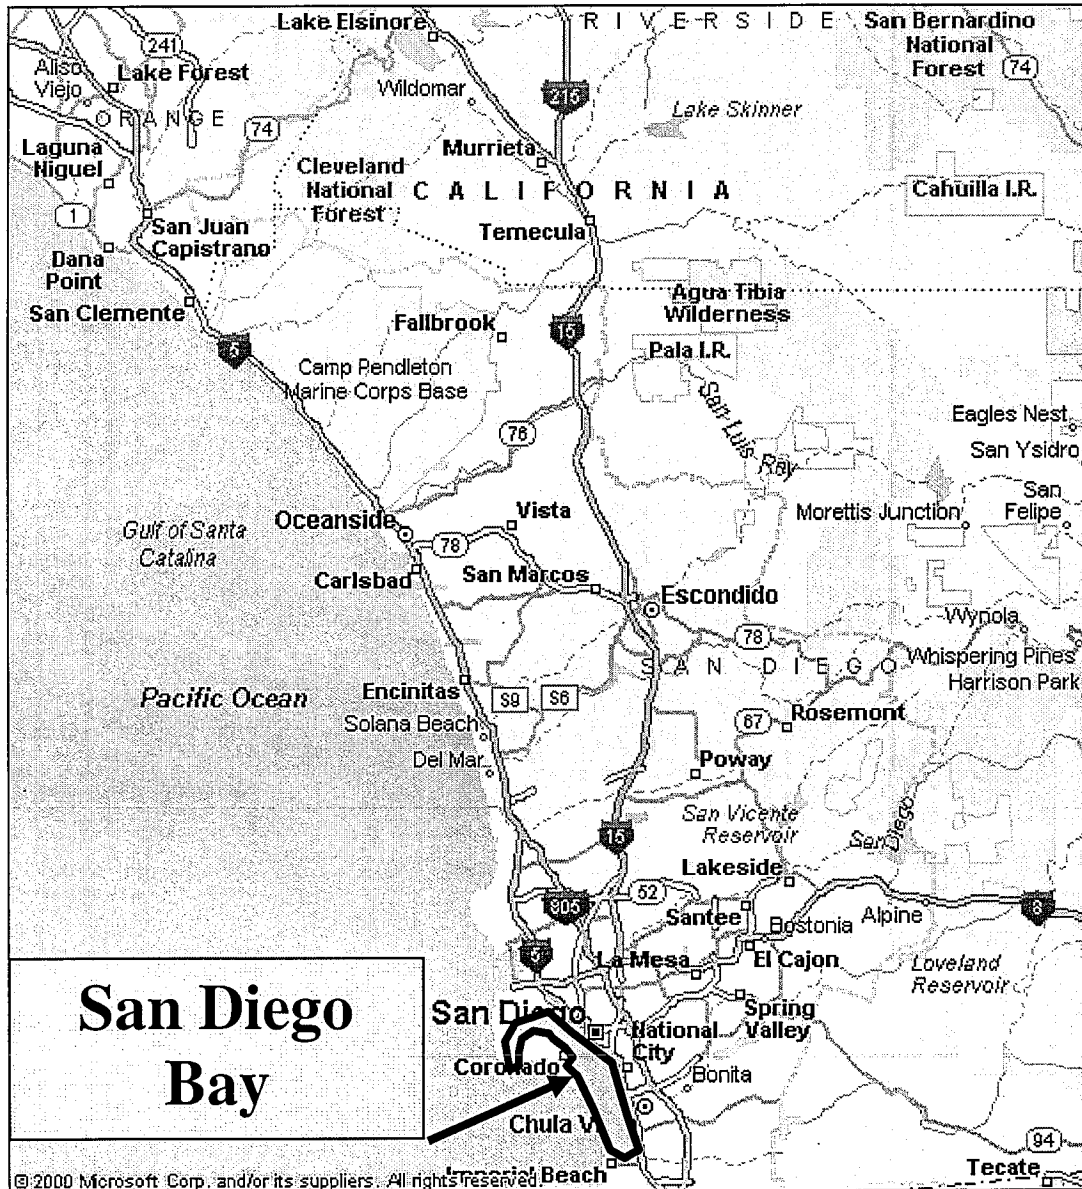 Lake Elsinore
RIVERSIDE
San Bernardino
National
Forest
241
Aliso
Viejo
Lake Forest
74
Wildomar
215
Lake Skinner
ORANGE
74
Laguna
Niguel
Murrieta
Cleveland
National
Forest
CALIFORNIA
Cahuilla I.R.
1
San Juan
Capistrano
Temecula
Dana
Point
San Clemente
Agua Tibia
Wilderness
Fallbrook
15
5
Pala I.R.
Camp Pendleton
Marine Corps Base
San Luis Rey
Eagles Nest
76
San Ysidro
San
Felipe
Vista
Morettis Junction
Oceanside
Gulf of Santa
Catalina
78
Carlsbad
San Marcos
Escondido
Wynola
78
SAN DIEGO
Whispering Pines
Harrison Park
Encinitas
Pacific Ocean
S9
S6
Rosemont
67
Solana Beach
Del Mar
Poway
San Vicente
Reservoir
15
San Diego
Lakeside
52
805
Santee
Alpine
8
Bostonia
5
La Mesa
El Cajon
Loveland
Reservoir
San Diego
Bay
San Diego
Spring
Valley
National
City
Coronado
Bonita
Chula V
94
Imperial Beach
Tecate
© 2000 Microsoft Corp. and/or its suppliers. All rights reserved.